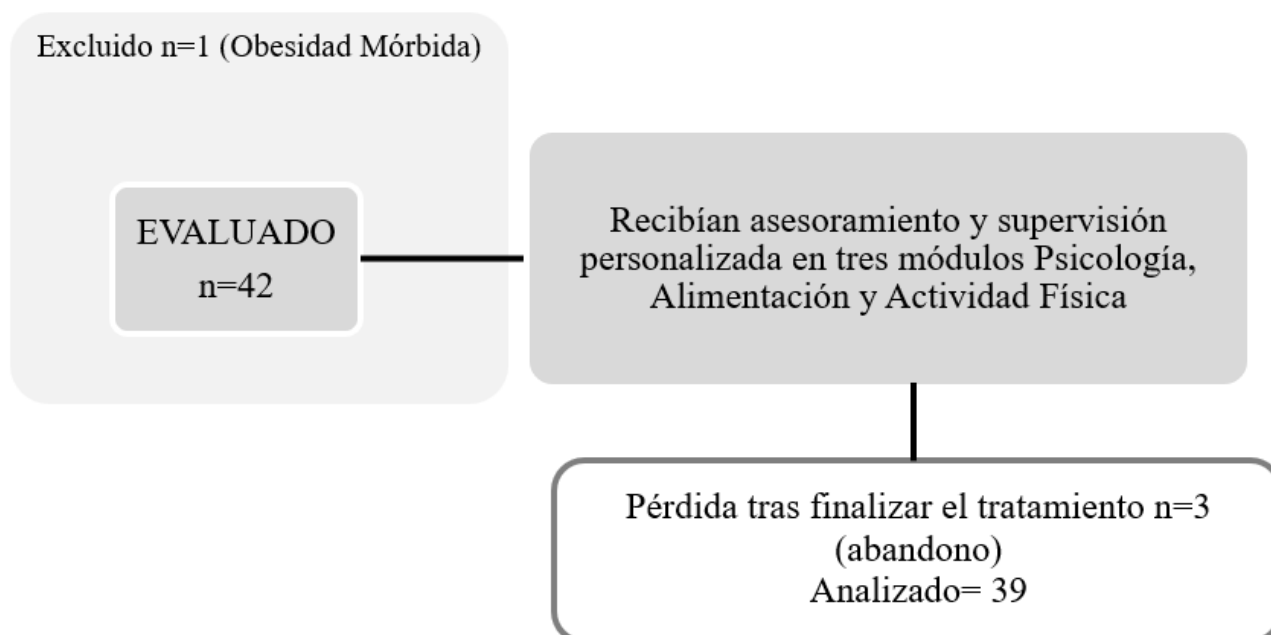 Excluido n=1 (Obesidad Mórbida)
EVALUADO
n=42
Recibían asesoramiento y supervisión
personalizada en tres módulos Psicología,
Alimentación y Actividad Física
Pérdida tras finalizar el tratamiento n=3
(abandono)
Analizado= 39